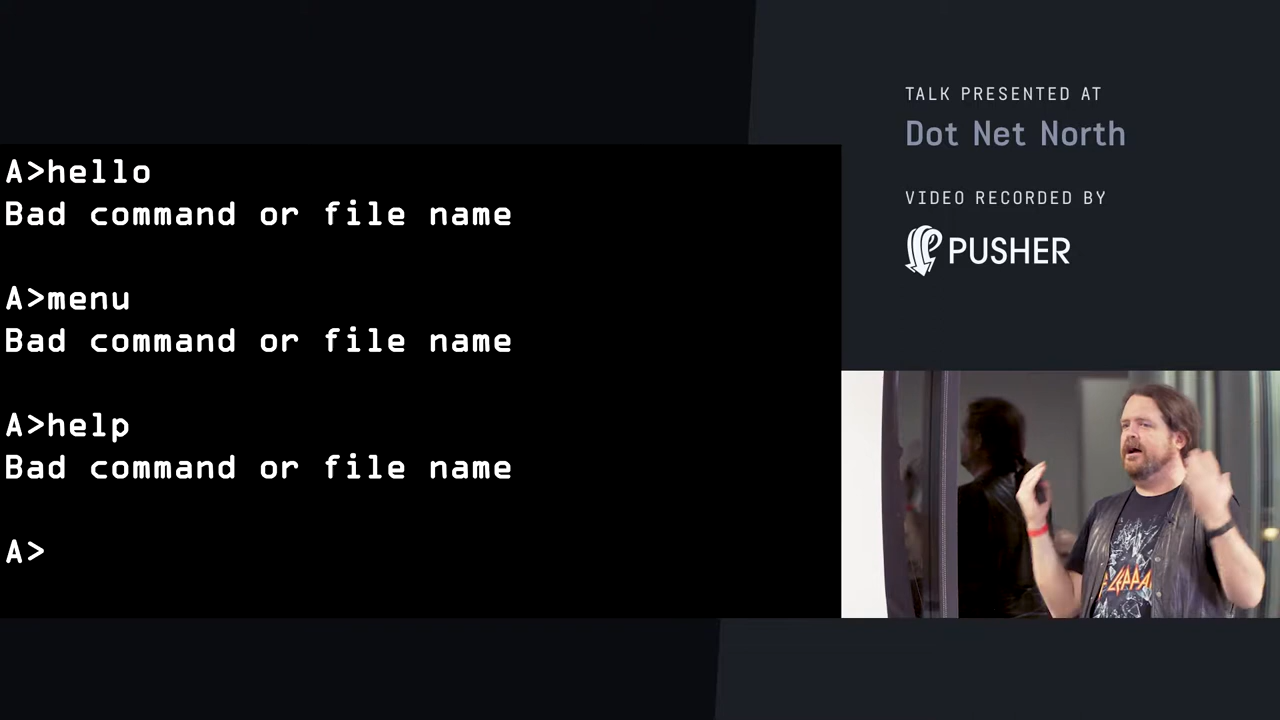 A>hello
Bad command or file name
A>menu
Bad command or file name
A>help
Bad command or file name
A>
TALK PRESENTED AT
Dot Net North
VIDEO RECORDED BY
PUSHER